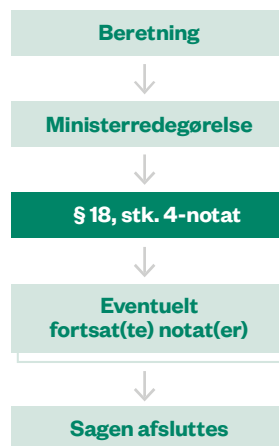 Beretning
Ministerredegørelse
§ 18, stk. 4-notat
Eventuelt
fortsat(te) notat(er)
Sagen afsluttes